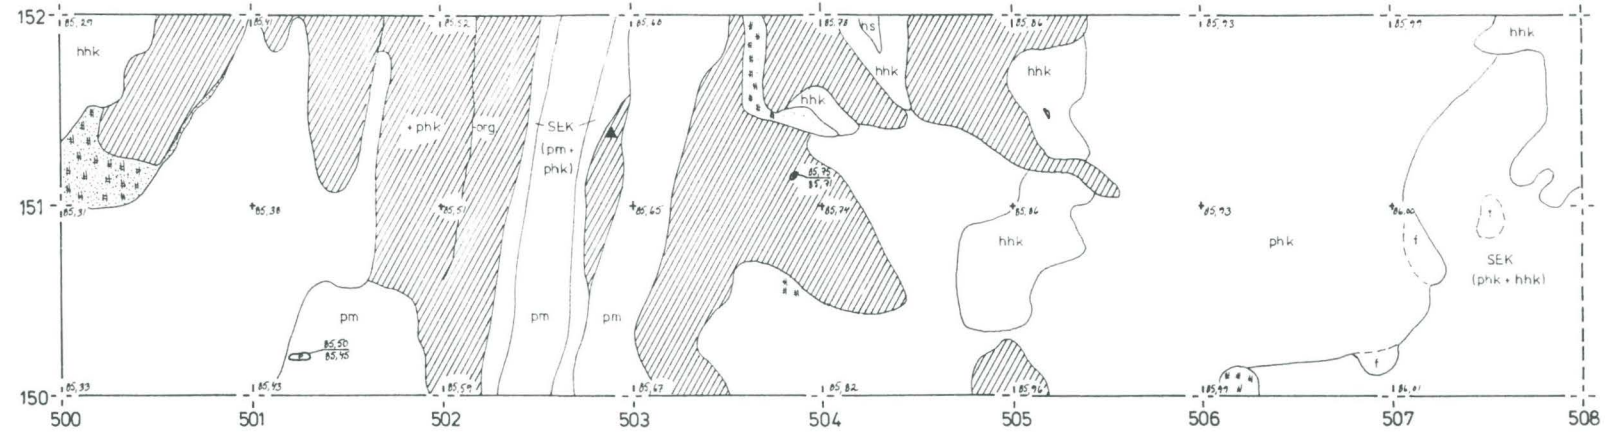 152
85,29 85,41 85,52 85,60 85,78 85,86 85,93 85,99
hs
hhk hhk hhk hhk
hhk
+ phk org SEK
(pm +
phk)
85,75
85,71
151
85,31 85,38 85,51 85,65 85,74 85,86 85,93 86,00
f
hhk phk f SEK
(phk + hhk)
pm pm pm
85,50
85,45
f
150
85,33 85,43 85,59 85,67 85,82 85,96 85,99 86,01
500 501 502 503 504 505 506 507 508